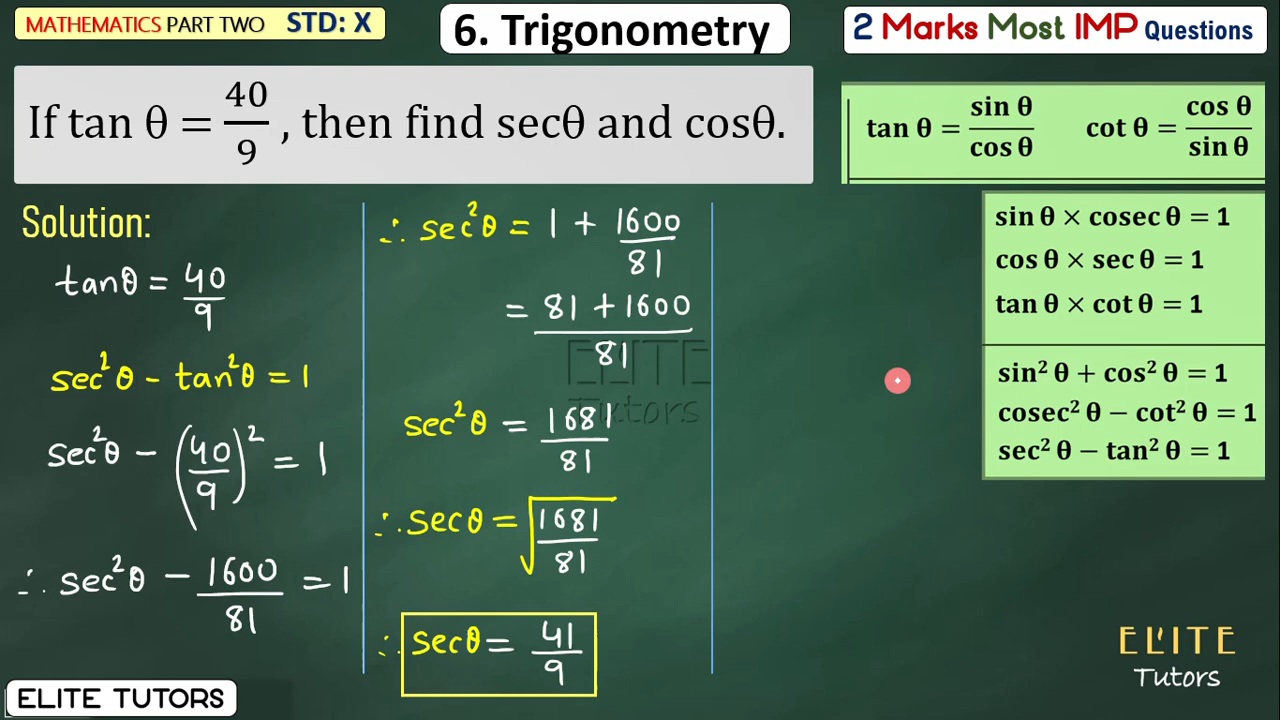 MATHEMATICS PART TWO STD: X
6. Trigonometry
2 Marks Most IMP Questions
If tan θ = 40/9 , then find secθ and cosθ.
tan θ = sin θ/cos θ cot θ = cos θ/sin θ
sin θ × cosec θ = 1
cos θ × sec θ = 1
tan θ × cot θ = 1
sin² θ + cos² θ = 1
cosec² θ − cot² θ = 1
sec² θ − tan² θ = 1
Solution:
tanθ = 40/9
sec²θ - tan²θ = 1
sec²θ - (40/9)² = 1
∴ sec²θ - 1600/81 = 1
∴ sec²θ = 1 + 1600/81
= 81 + 1600/81
sec²θ = 1681/81
∴ secθ = √1681/81
∴ secθ = 41/9
ELITE
Tutors
ELITE
Tutors
ELITE TUTORS